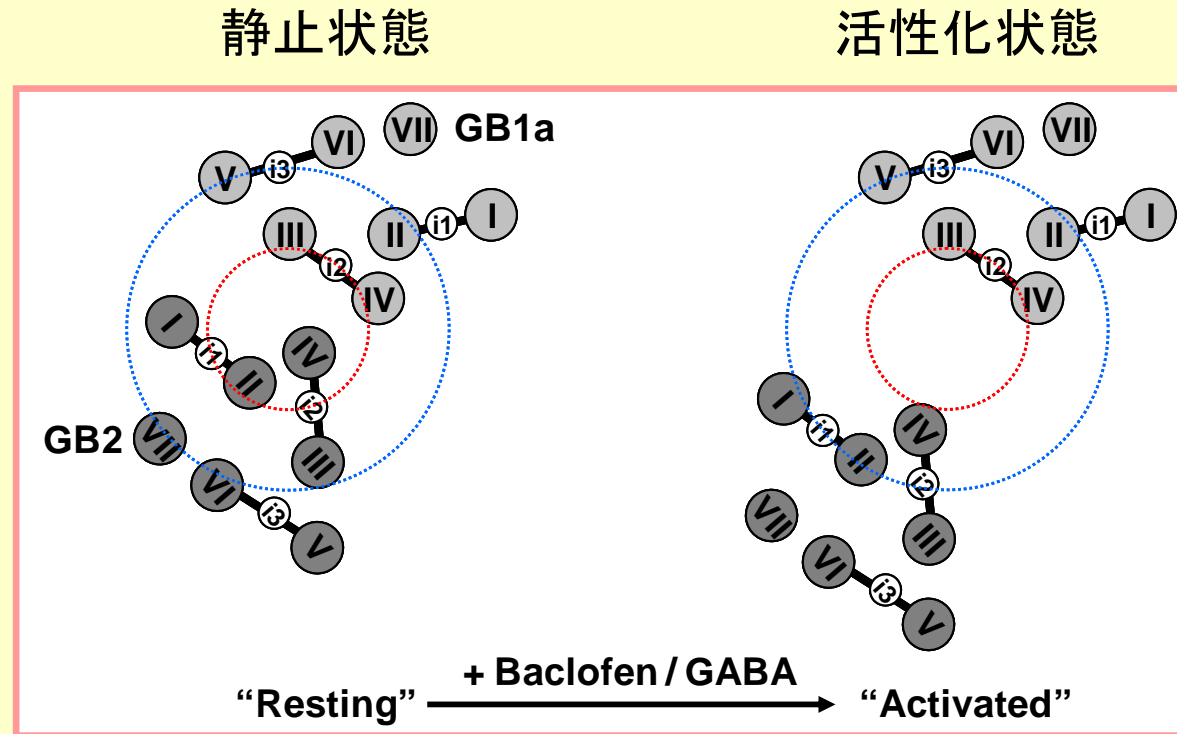 静止状態
活性化状態
VII GB1a
VI
i3
V
I
i1
II
III
i2
IV
I
i1
II
IV
i2
III
GB2
VII
VI
i3
V
VII
VI
i3
V
I
i1
II
III
i2
IV
I
i1
II
IV
i2
III
VII
VI
i3
V
+ Baclofen / GABA
“Resting”
“Activated”